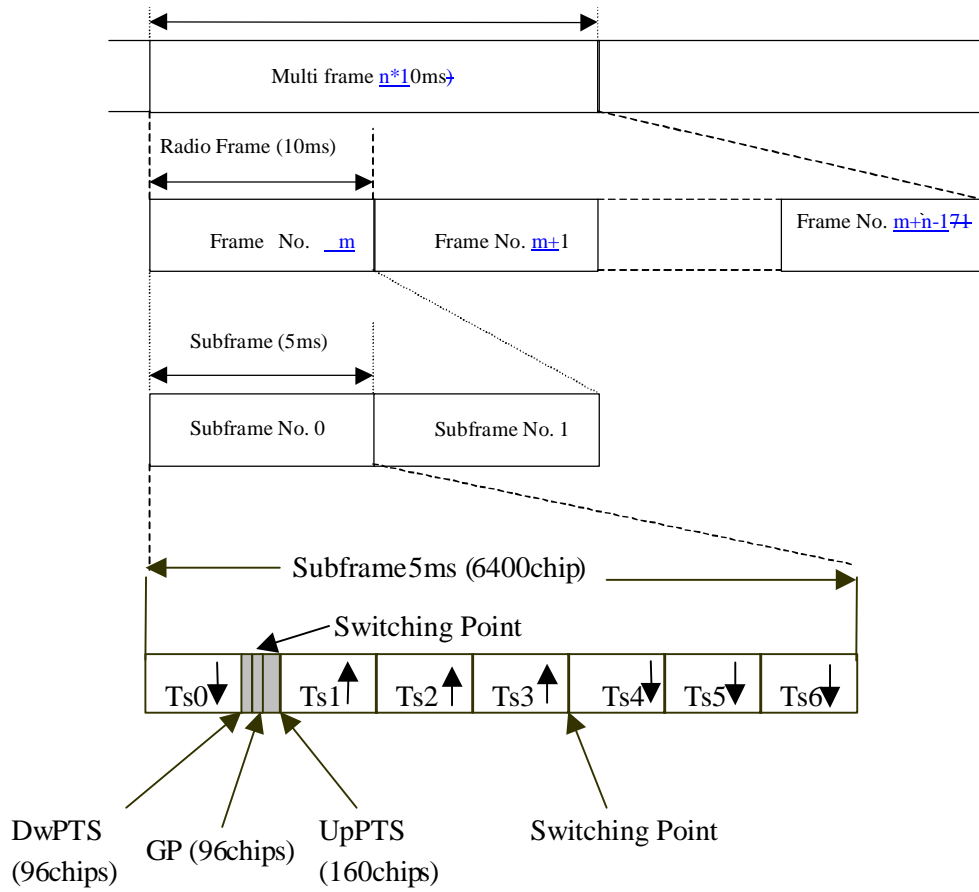 Multi frame n*10ms)
Radio Frame (10ms)
Frame No. m
Frame No. m+1
Frame No. m+n-171
Subframe (5ms)
Subframe No. 0
Subframe No. 1
Subframe5ms (6400chip)
Switching Point
Ts0
Ts1
Ts2
Ts3
Ts4
Ts5
Ts6
DwPTS
(96chips)
GP (96chips)
UpPTS
(160chips)
Switching Point